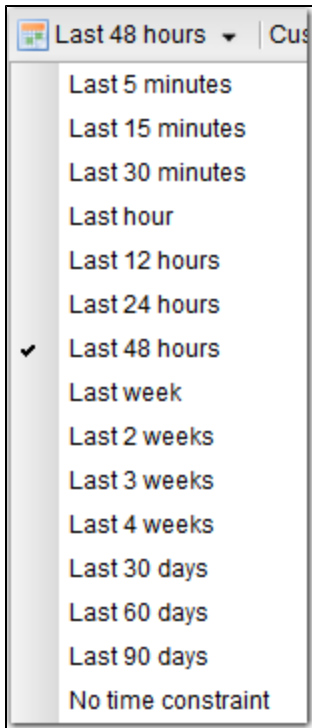 Last 48 hours Cus
Last 5 minutes
Last 15 minutes
Last 30 minutes
Last hour
Last 12 hours
Last 24 hours
Last 48 hours
Last week
Last 2 weeks
Last 3 weeks
Last 4 weeks
Last 30 days
Last 60 days
Last 90 days
No time constraint